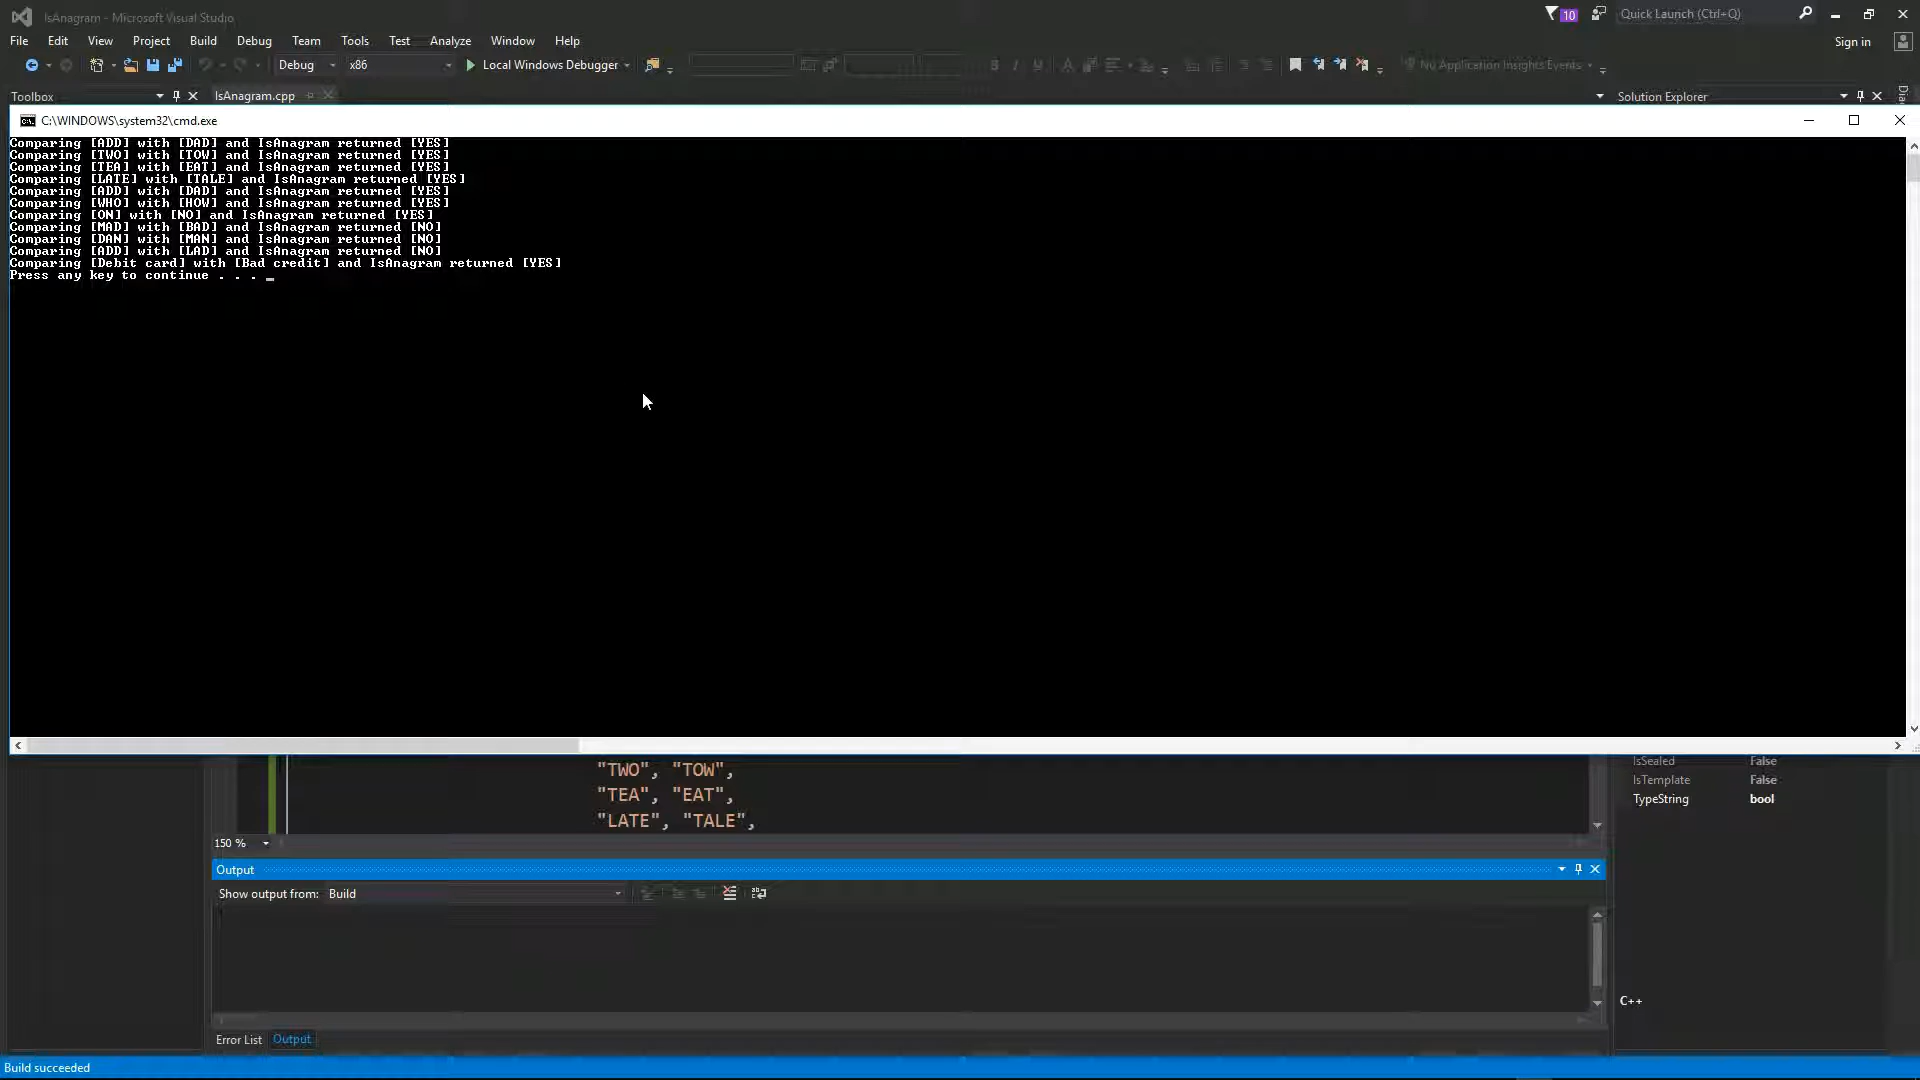 IsAnagram - Microsoft Visual Studio
10
Quick Launch (Ctrl+Q)
File Edit View Project Build Debug Team Tools Test Analyze Window Help
Sign in
Debug x86 Local Windows Debugger
No Application Insights Events
Toolbox
IsAnagram.cpp
Solution Explorer
C:\WINDOWS\system32\cmd.exe
Comparing [ADD] with [DAD] and IsAnagram returned [YES]
Comparing [TWO] with [TOW] and IsAnagram returned [YES]
Comparing [TEA] with [EAT] and IsAnagram returned [YES]
Comparing [LATE] with [TALE] and IsAnagram returned [YES]
Comparing [ADD] with [DAD] and IsAnagram returned [YES]
Comparing [WHO] with [HOW] and IsAnagram returned [YES]
Comparing [ON] with [NO] and IsAnagram returned [YES]
Comparing [MAD] with [BAD] and IsAnagram returned [NO]
Comparing [DAN] with [MAN] and IsAnagram returned [NO]
Comparing [ADD] with [LAD] and IsAnagram returned [NO]
Comparing [Debit card] with [Bad credit] and IsAnagram returned [YES]
Press any key to continue . . . _
"TWO", "TOW",
"TEA", "EAT",
"LATE", "TALE",
IsSealed False
IsTemplate False
TypeString bool
150 %
Output
Show output from: Build
C++
Error List Output
Build succeeded